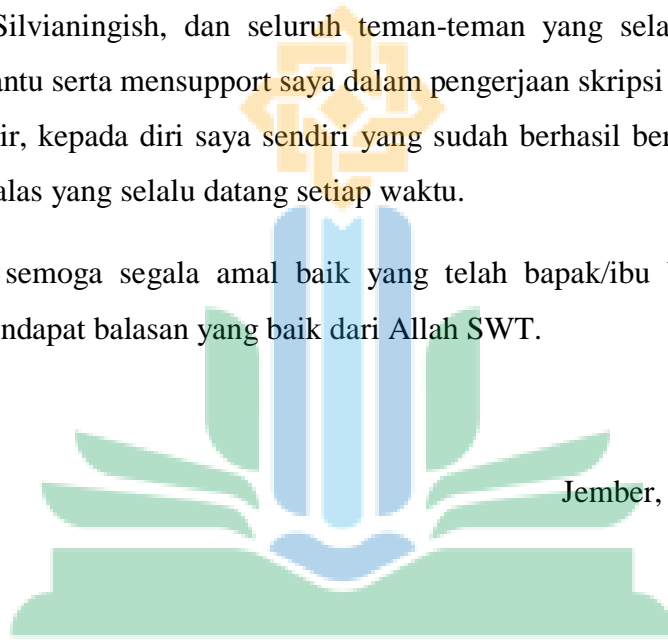 Silvianingish, dan seluruh teman-teman yang sela
antu serta mensupport saya dalam pengerjaan skripsi
ir, kepada diri saya sendiri yang sudah berhasil ber
alas yang selalu datang setiap waktu.
semoga segala amal baik yang telah bapak/ibu
ndapat balasan yang baik dari Allah SWT.
Jember,